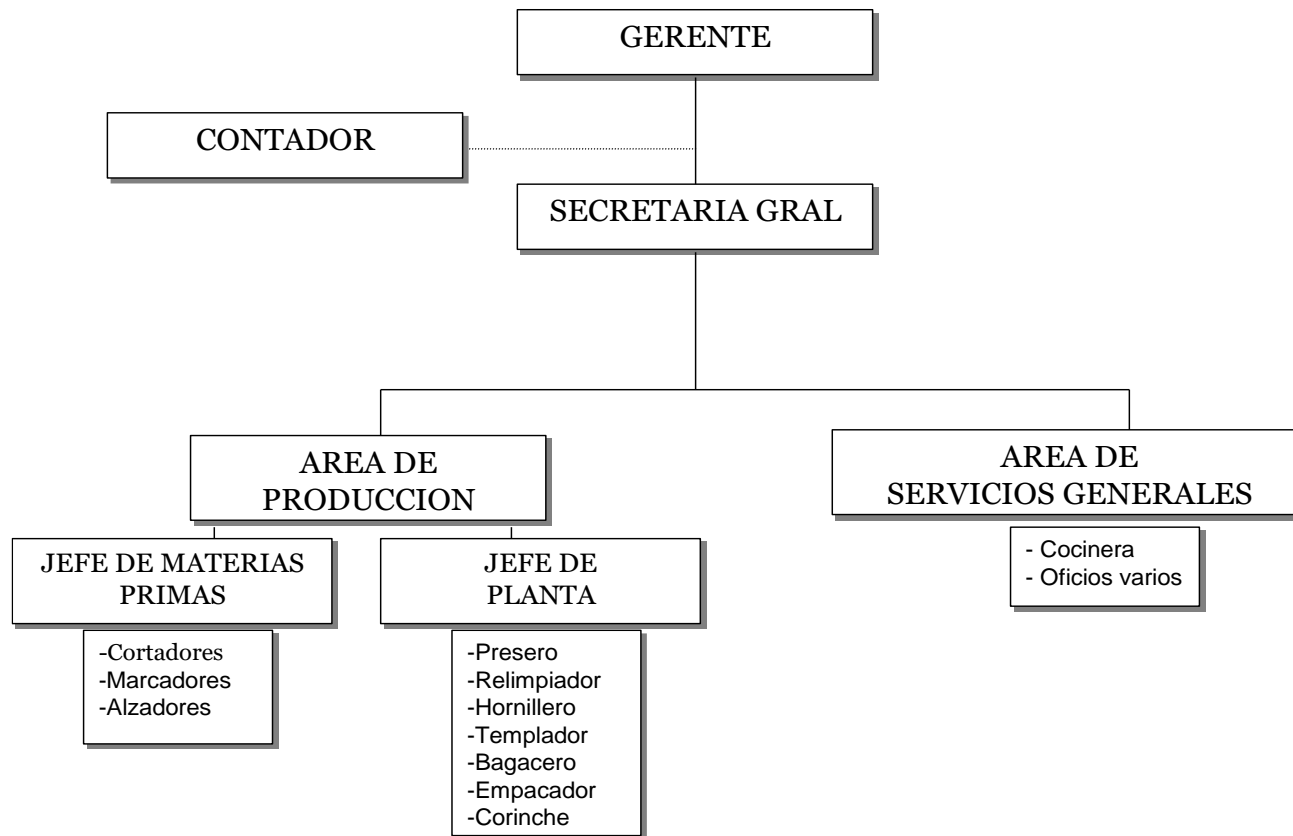 GERENTE
CONTADOR
SECRETARIA GRAL
AREA DE
PRODUCCION
AREA DE
SERVICIOS GENERALES
JEFE DE MATERIAS
PRIMAS
JEFE DE
PLANTA
- Cocinera
- Oficios varios
-Cortadores
-Marcadores
-Alzadores
-Presero
-Relimpiador
-Hornillero
-Templador
-Bagacero
-Empacador
-Corinche